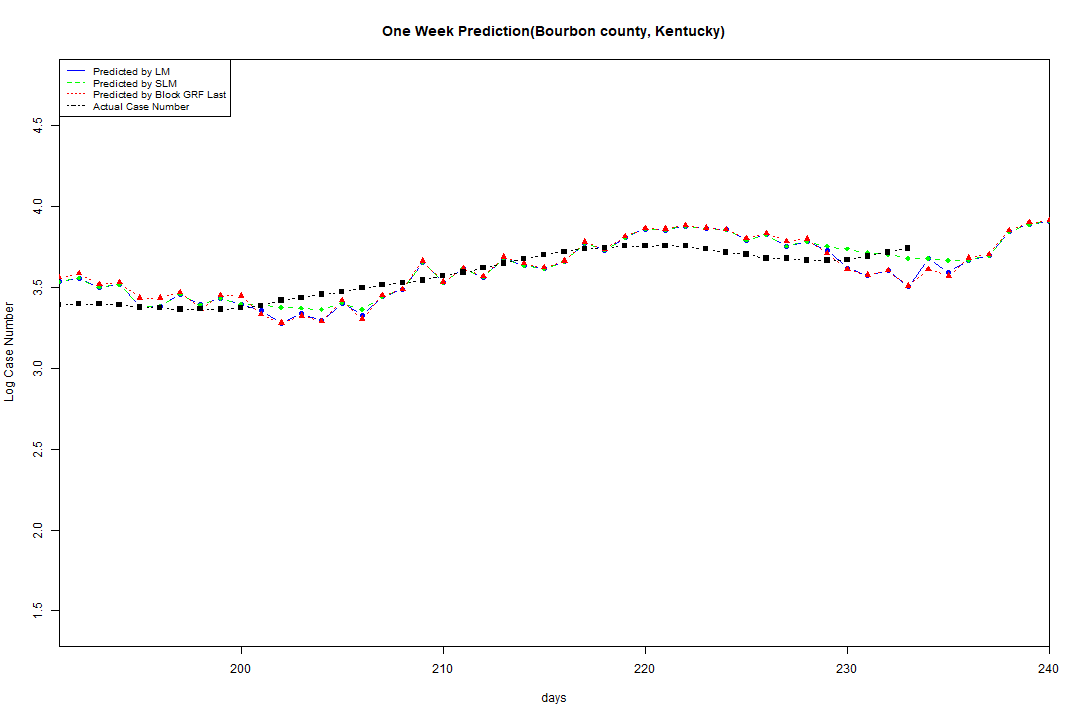 One Week Prediction(Bourbon county, Kentucky)
Predicted by LM
Predicted by SLM
Predicted by Block GRF Last
Actual Case Number
Log Case Number
4.5
4.0
3.5
3.0
2.5
2.0
1.5
200 210 220 230 240
days